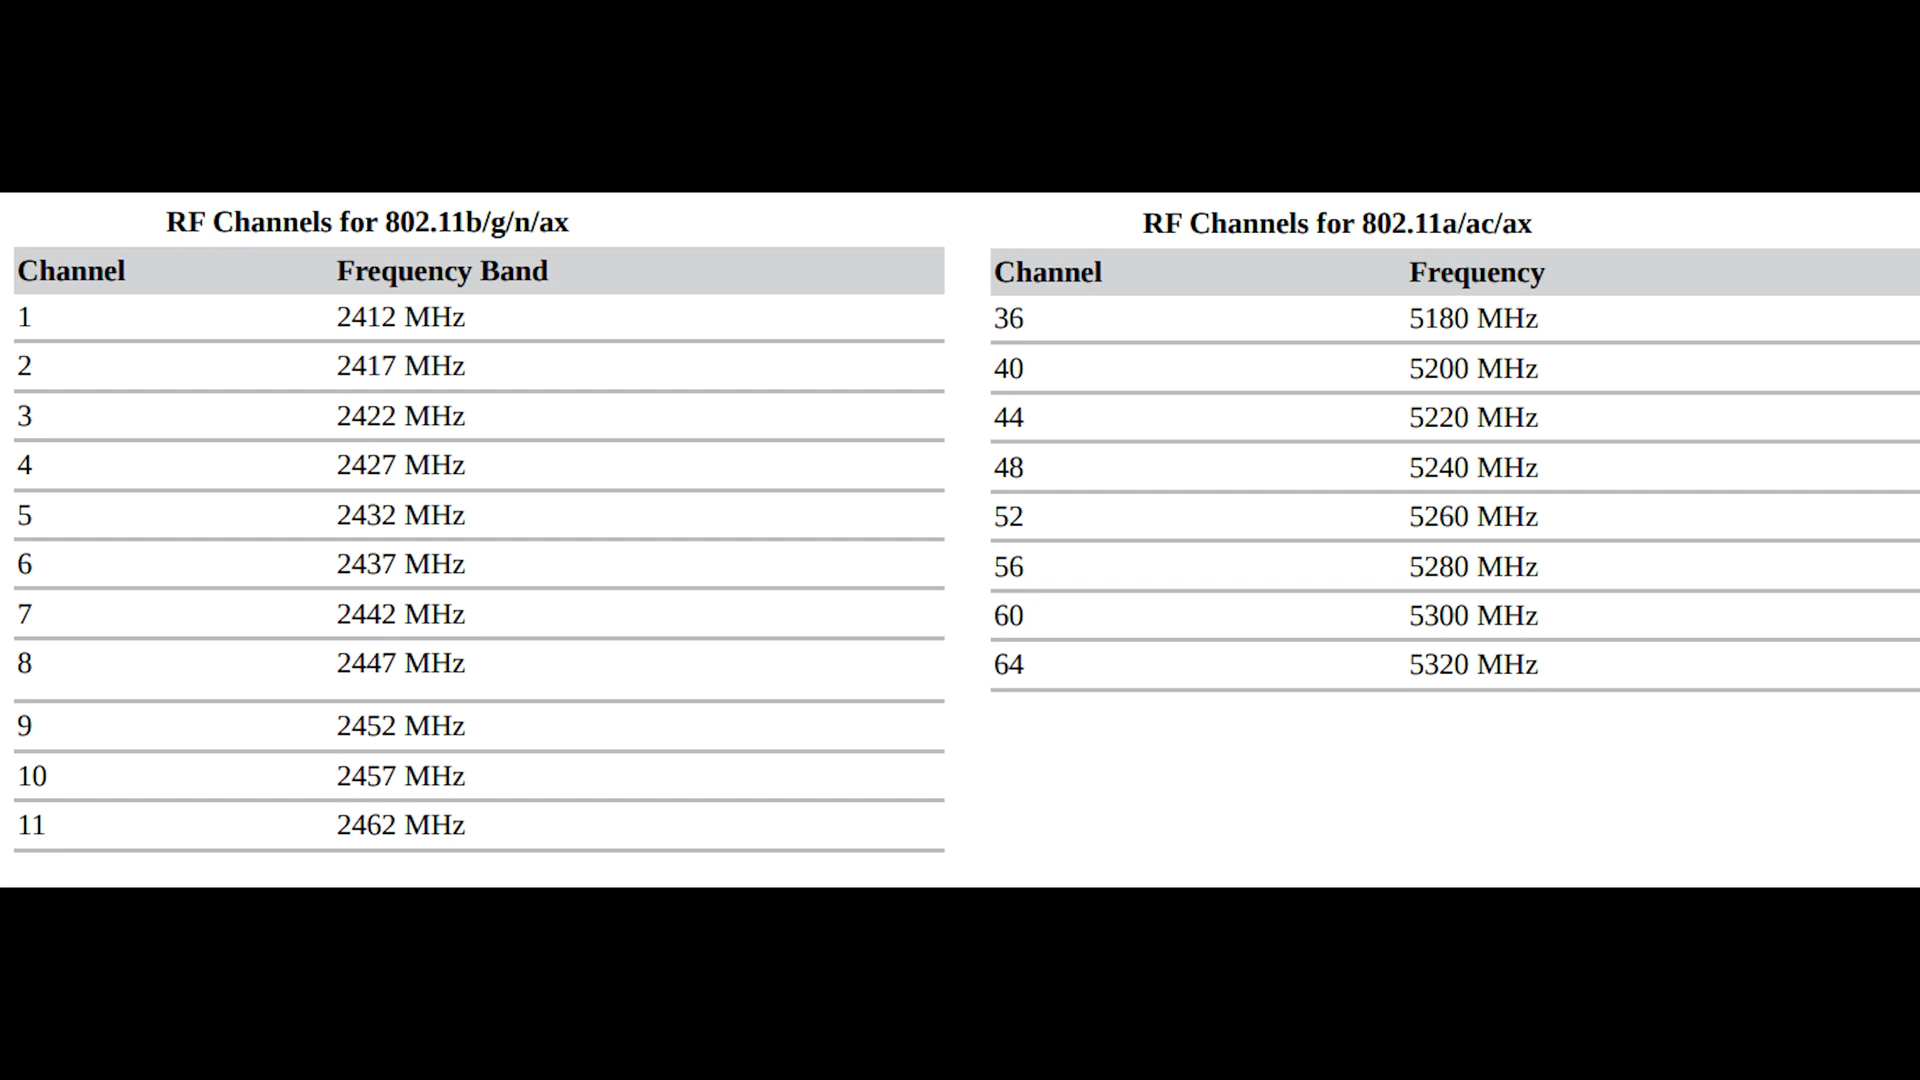 RF Channels for 802.11b/g/n/ax
Channel Frequency Band
1 2412 MHz
2 2417 MHz
3 2422 MHz
4 2427 MHz
5 2432 MHz
6 2437 MHz
7 2442 MHz
8 2447 MHz
9 2452 MHz
10 2457 MHz
11 2462 MHz
RF Channels for 802.11a/ac/ax
Channel Frequency
36 5180 MHz
40 5200 MHz
44 5220 MHz
48 5240 MHz
52 5260 MHz
56 5280 MHz
60 5300 MHz
64 5320 MHz